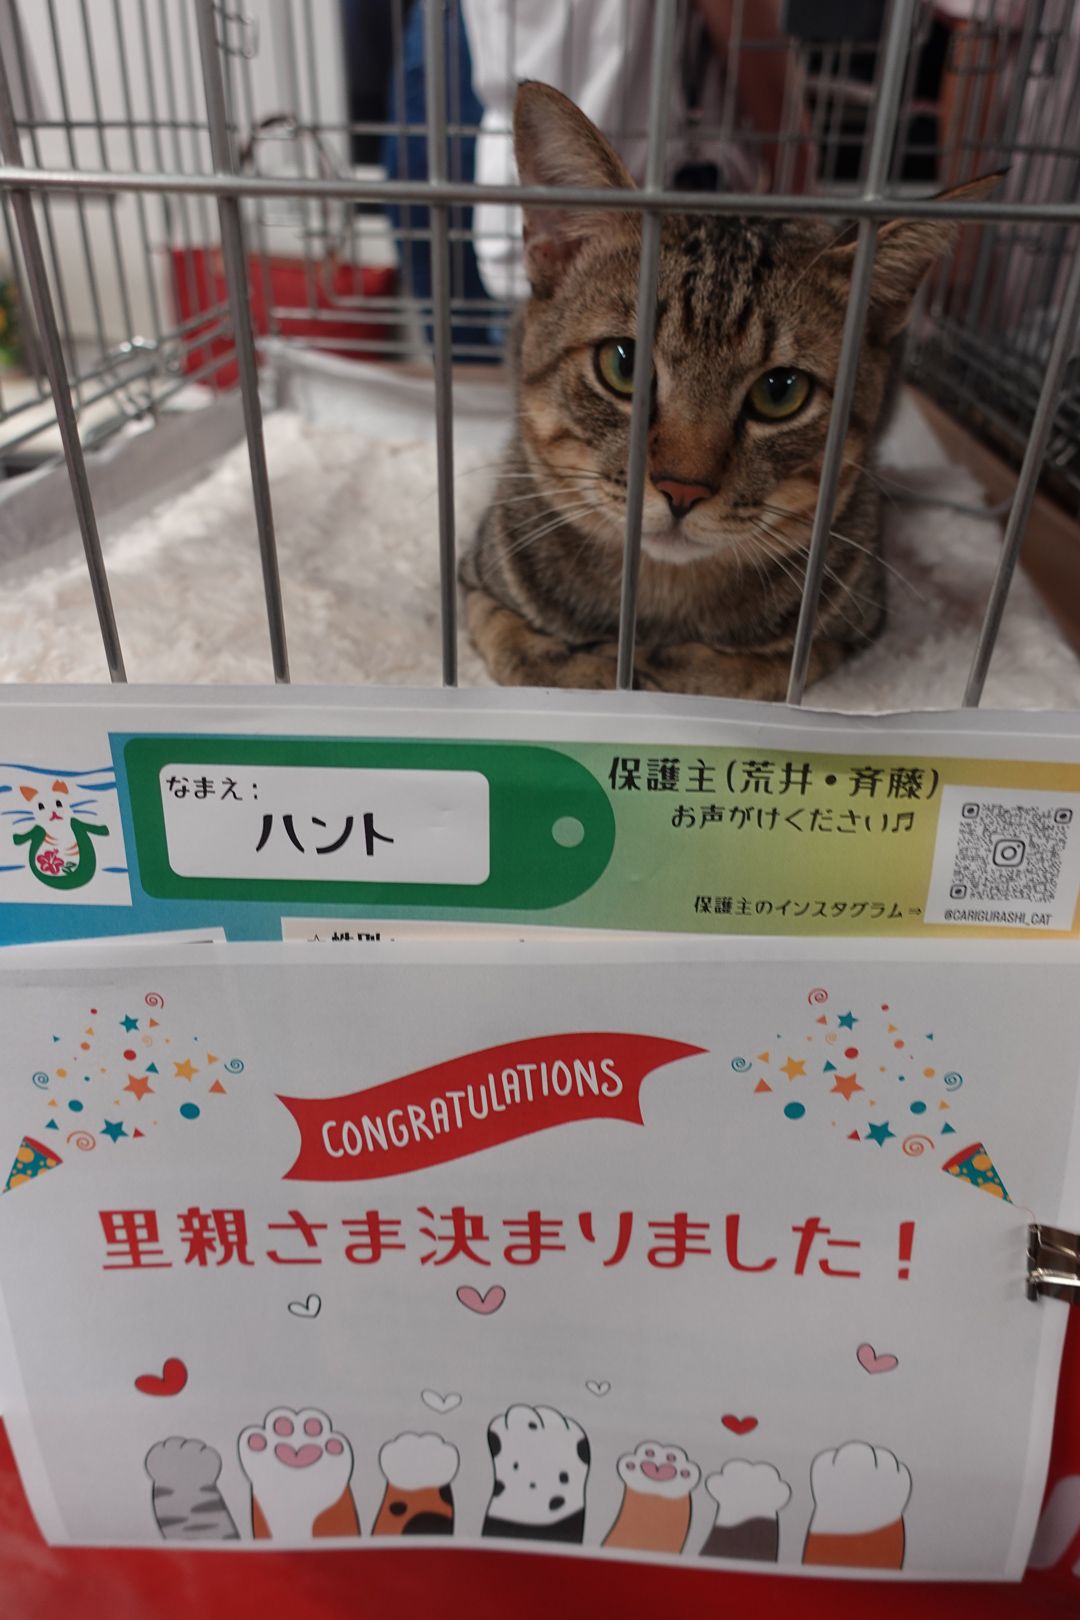 なまえ：
ハント
保護主(荒井・斉藤)
お声がけください♬
保護主のインスタグラム⇒
@CARIGURASHI_CAT
CONGRATULATIONS
里親さま決まりました！